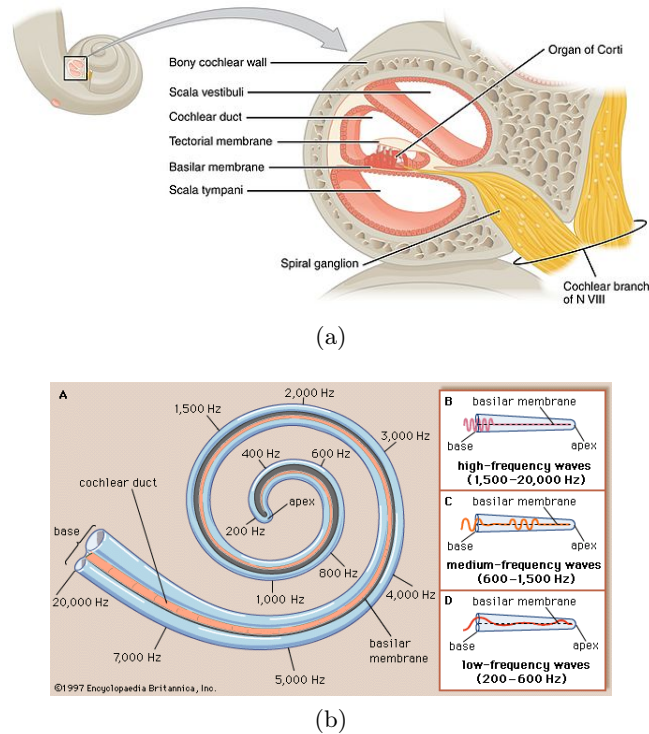 Bony cochlear wall
Scala vestibuli
Cochlear duct
Tectorial membrane
Basilar membrane
Scala tympani
Organ of Corti
Spiral ganglion
Cochlear branch
of N VIII
(a)
A
2,000 Hz
1,500 Hz
3,000 Hz
400 Hz
600 Hz
cochlear duct
apex
200 Hz
base
800 Hz
20,000 Hz
1,000 Hz
4,000 Hz
basilar
membrane
7,000 Hz
5,000 Hz
©1997 Encyclopaedia Britannica, Inc.
B
basilar membrane
base
apex
high-frequency waves
(1,500–20,000 Hz)
C
basilar membrane
base
apex
medium-frequency waves
(600–1,500 Hz)
D
basilar membrane
base
apex
low-frequency waves
(200–600 Hz)
(b)